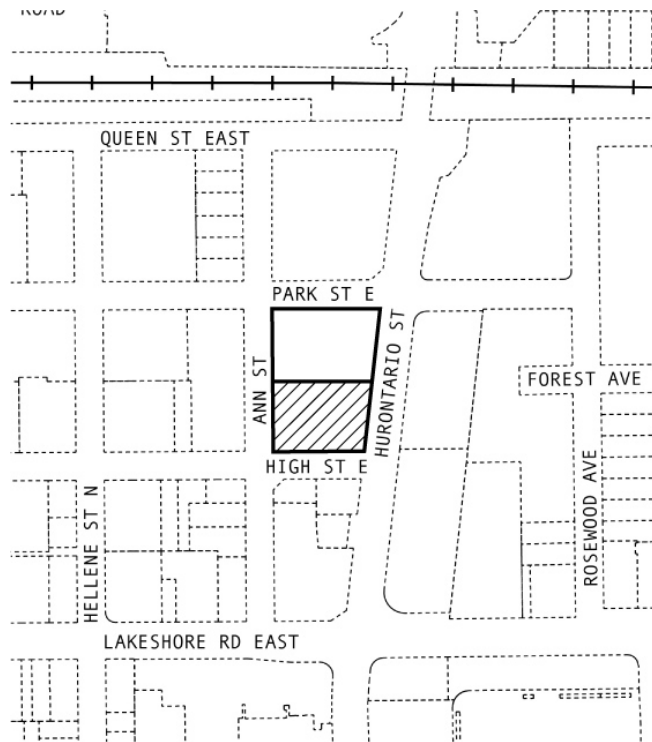 ROAD
QUEEN ST EAST
PARK ST E
HURONTARIO ST
ANN ST
FOREST AVE
HIGH ST E
HELLENE ST N
ROSEWOOD AVE
LAKESHORE RD EAST